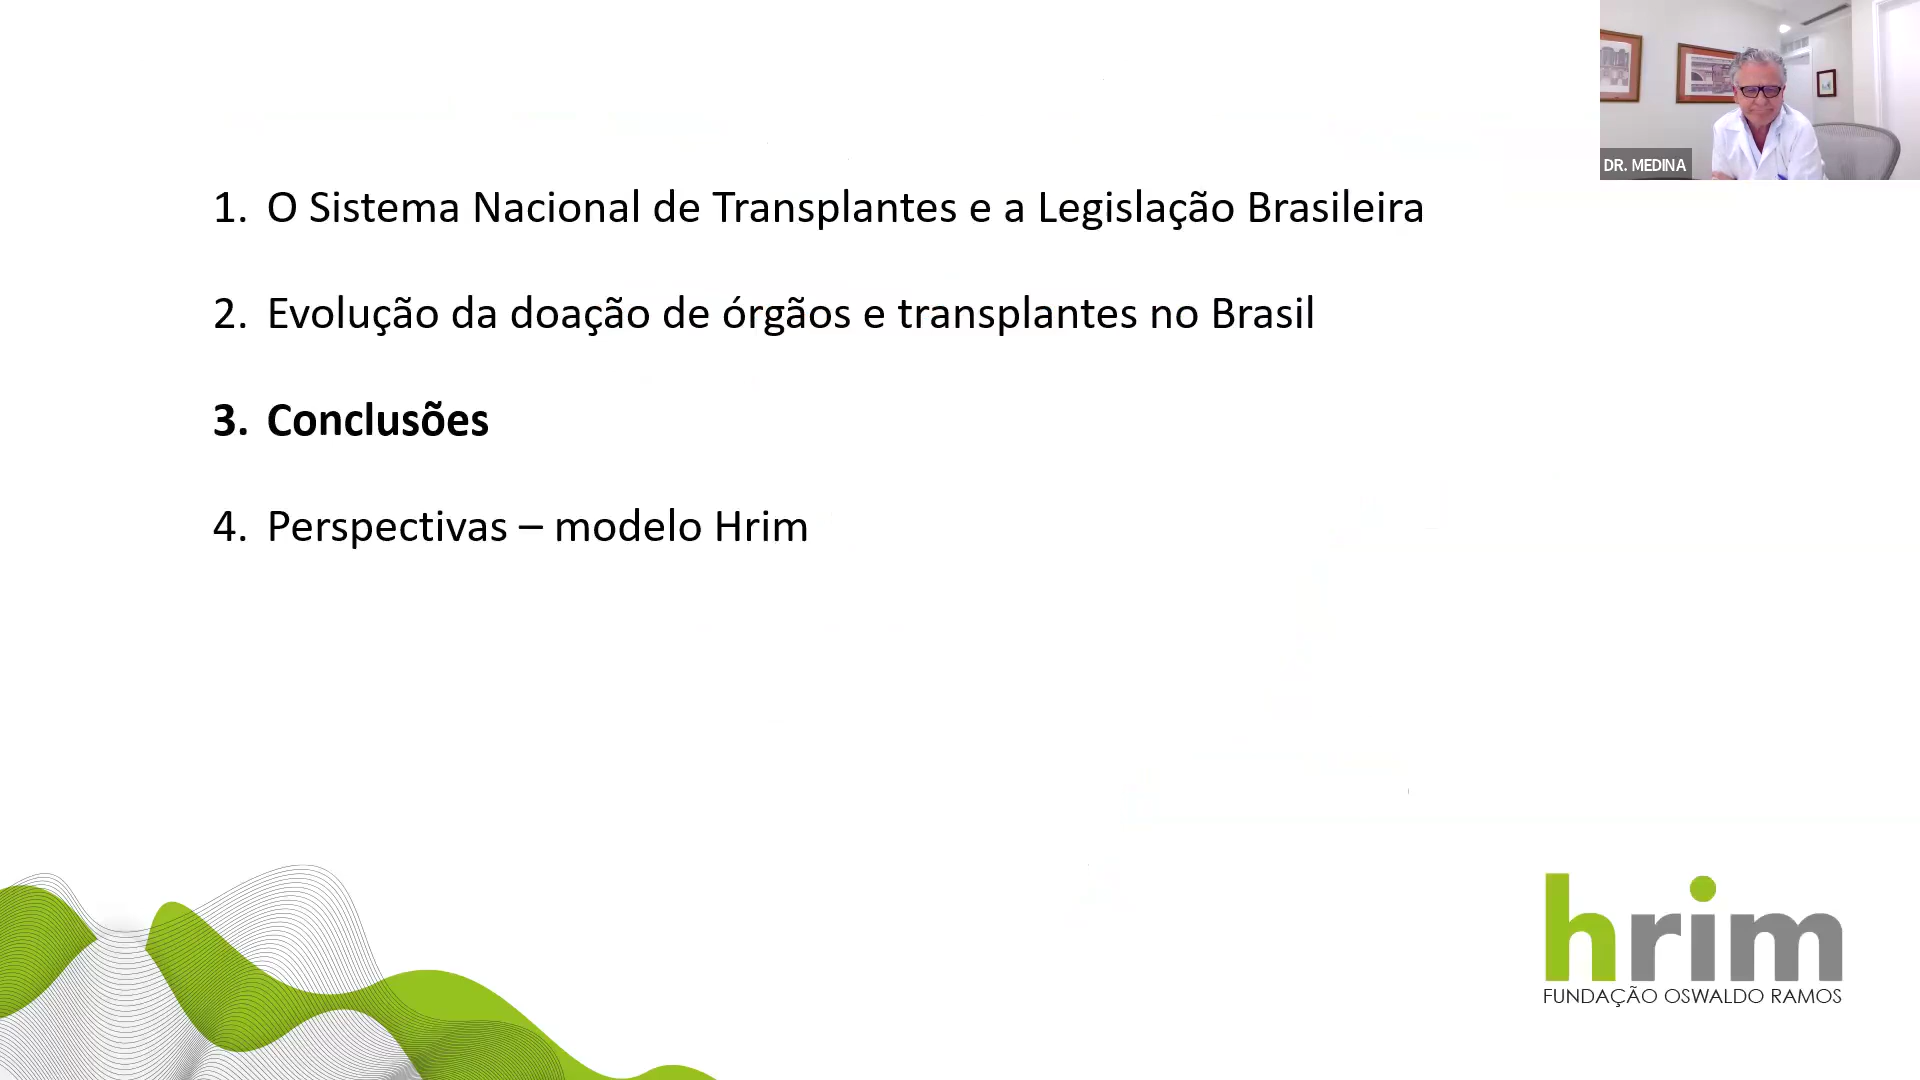 DR. MEDINA
1. O Sistema Nacional de Transplantes e a Legislação Brasileira
2. Evolução da doação de órgãos e transplantes no Brasil
3. Conclusões
4. Perspectivas – modelo Hrim
hrim
FUNDAÇÃO OSWALDO RAMOS